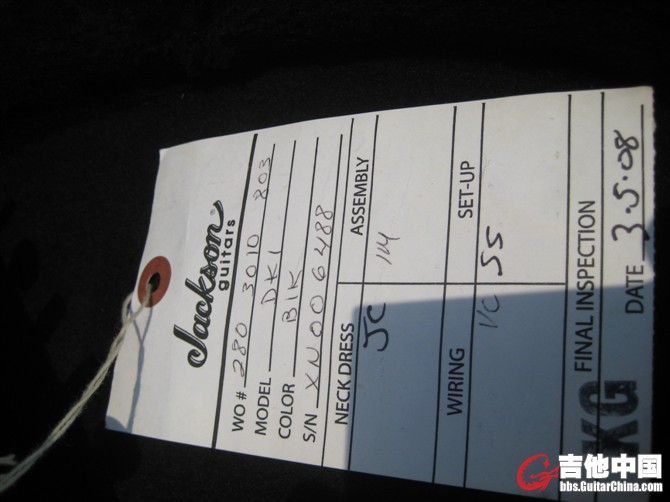 Jackson®
guitars
WO # 280 3010 803
MODEL DK1
COLOR BlK
S/N XN006488
NECK DRESS ASSEMBLY
JC
WIRING SET-UP
VC SS
FINAL INSPECTION
KG
DATE 3.5.08
吉他中国
bbs.GuitarChina.com